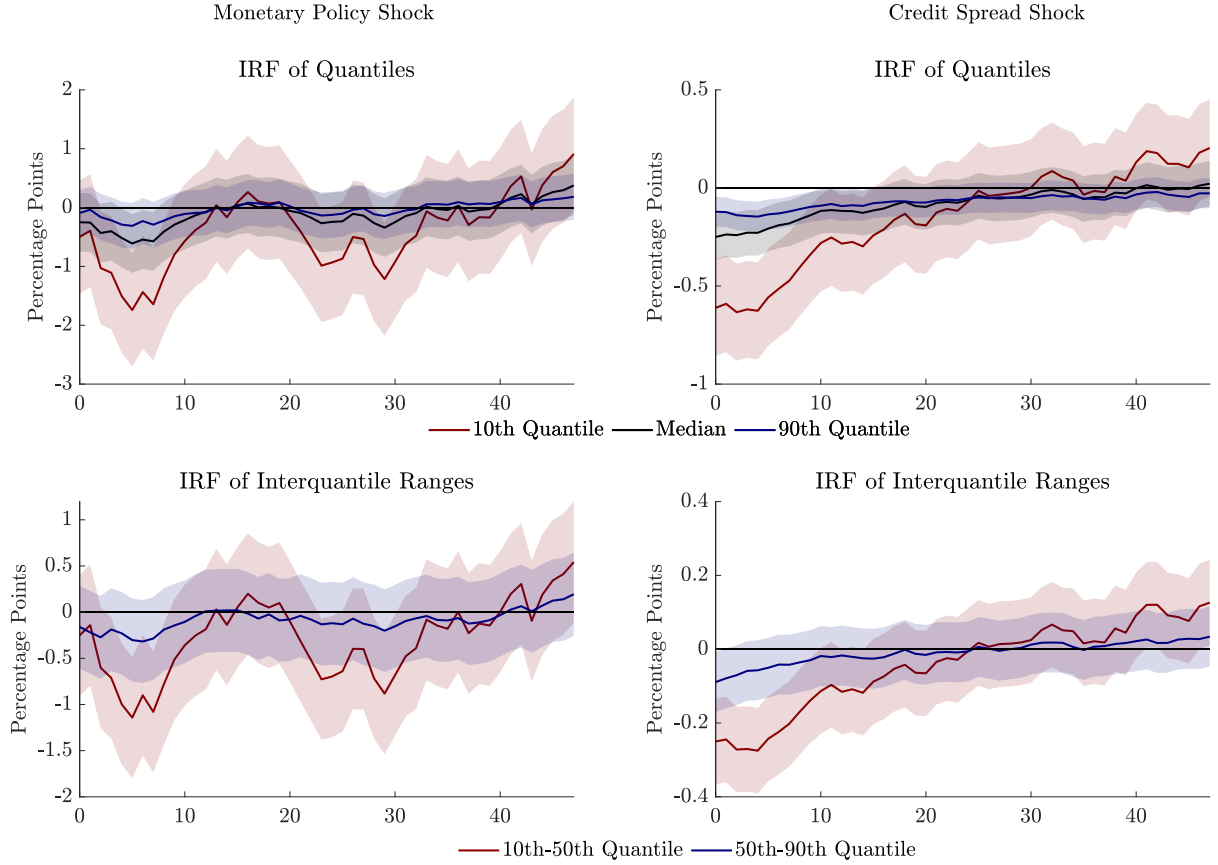 Monetary Policy Shock
Credit Spread Shock
IRF of Quantiles
IRF of Quantiles
Percentage Points
2
1
0
-1
-2
-3
0 10 20 30 40
Percentage Points
0.5
0
-0.5
-1
0 10 20 30 40
10th Quantile Median 90th Quantile
IRF of Interquantile Ranges
IRF of Interquantile Ranges
Percentage Points
1
0.5
0
-0.5
-1
-1.5
-2
0 10 20 30 40
Percentage Points
0.4
0.2
0
-0.2
-0.4
0 10 20 30 40
10th-50th Quantile 50th-90th Quantile